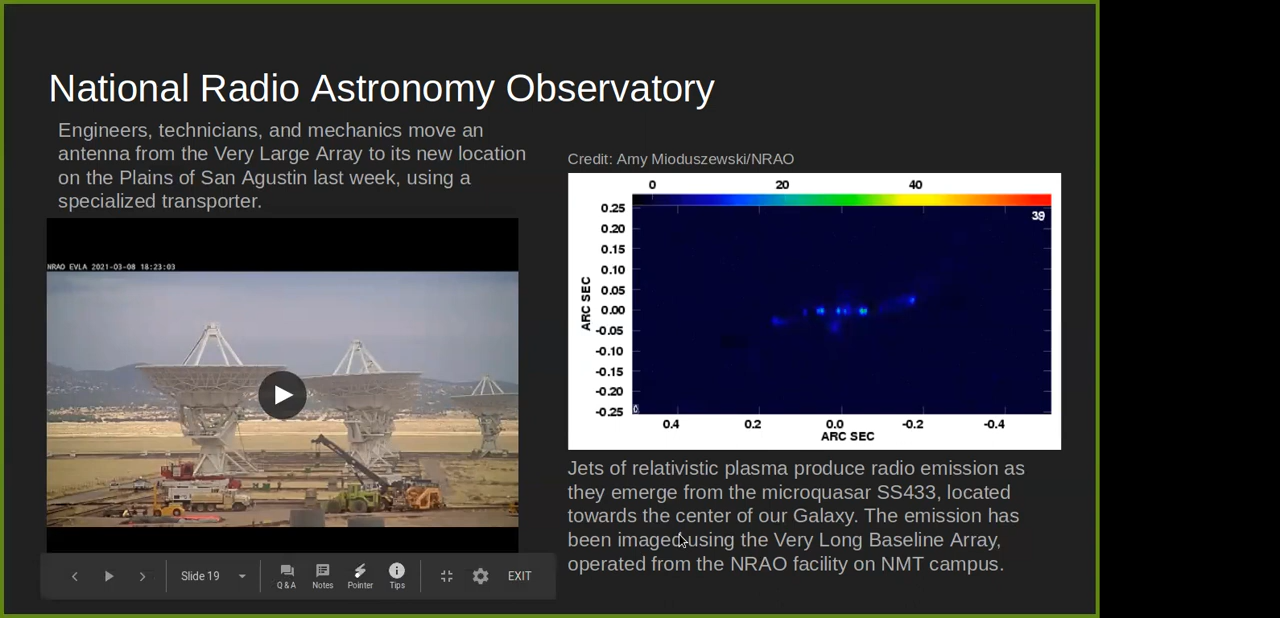 National Radio Astronomy Observatory
Engineers, technicians, and mechanics move an
antenna from the Very Large Array to its new location
on the Plains of San Agustin last week, using a
specialized transporter.
NRAO EVLA 2021-03-08 18:23:03
Credit: Amy Mioduszewski/NRAO
0 20 40
39
ARC SEC
0.25
0.20
0.15
0.10
0.05
0.00
-0.05
-0.10
-0.15
-0.20
-0.25
0
0.4 0.2 0.0 -0.2 -0.4
ARC SEC
Jets of relativistic plasma produce radio emission as
they emerge from the microquasar SS433, located
towards the center of our Galaxy. The emission has
been imaged using the Very Long Baseline Array,
operated from the NRAO facility on NMT campus.
Slide 19
Q & A Notes Pointer Tips
EXIT